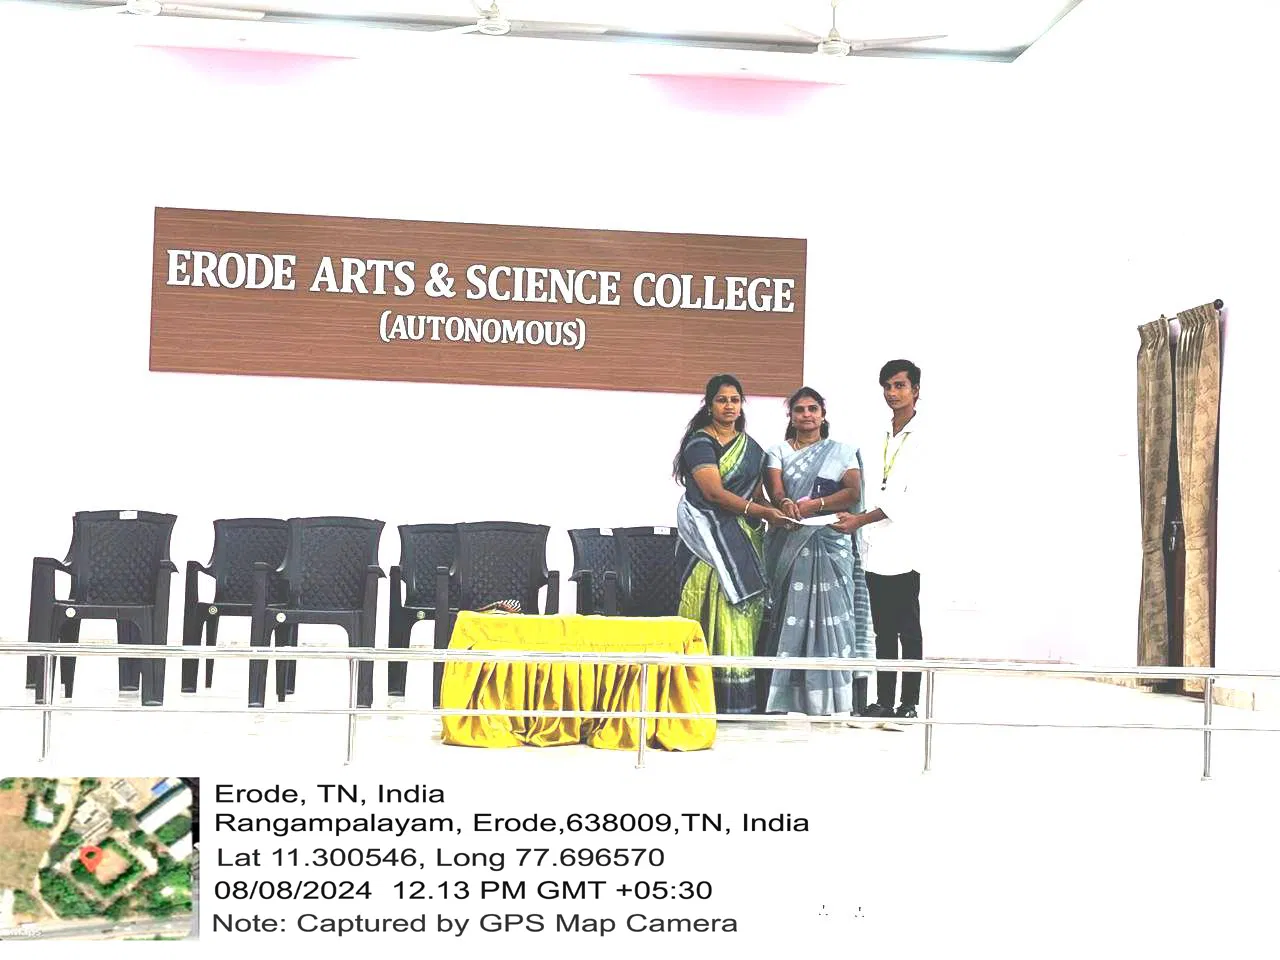 ERODE ARTS & SCIENCE COLLEGE
(AUTONOMOUS)
Erode, TN, India
Rangampalayam, Erode,638009,TN, India
Lat 11.300546, Long 77.696570
08/08/2024 12.13 PM GMT +05:30
Note: Captured by GPS Map Camera